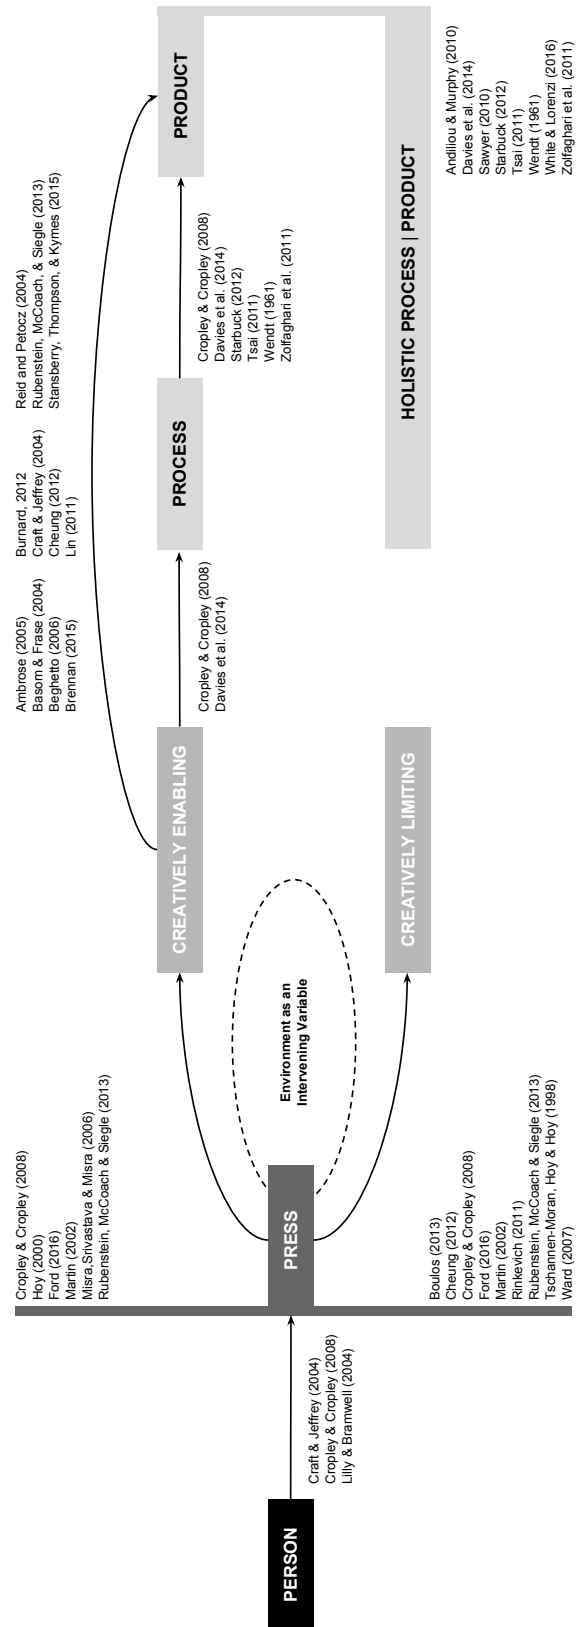 PERSON
Craft & Jeffrey (2004)
Cropley & Cropley (2008)
Lilly & Bramwell (2004)
Cropley & Cropley (2008)
Hoy (2000)
Ford (2016)
Martin (2002)
Misra,Srivastava & Misra (2006)
Rubenstein, McCoach & Siegle (2013)
PRESS
Boulos (2013)
Cheung (2012)
Cropley & Cropley (2008)
Ford (2016)
Martin (2002)
Rinkevich (2011)
Rubenstein, McCoach & Siegle (2013)
Tschannen-Moran, Hoy & Hoy (1998)
Ward (2007)
Environment as an
Intervening Variable
CREATIVELY ENABLING
CREATIVELY LIMITING
Ambrose (2005)
Basom & Frase (2004)
Beghetto (2006)
Brennan (2015)
Burnard, 2012
Craft & Jeffrey (2004)
Cheung (2012)
Lin (2011)
Reid and Petocz (2004)
Rubenstein, McCoach, & Siegle (2013)
Stansberry, Thompson, & Kymes (2015)
Cropley & Cropley (2008)
Davies et al. (2014)
PROCESS
Cropley & Cropley (2008)
Davies et al. (2014)
Starbuck (2012)
Tsai (2011)
Wendt (1961)
Zolfaghari et al. (2011)
PRODUCT
HOLISTIC PROCESS | PRODUCT
Andiliou & Murphy (2010)
Davies et al. (2014)
Sawyer (2010)
Starbuck (2012)
Tsai (2011)
Wendt (1961)
White & Lorenzi (2016)
Zolfaghari et al. (2011)